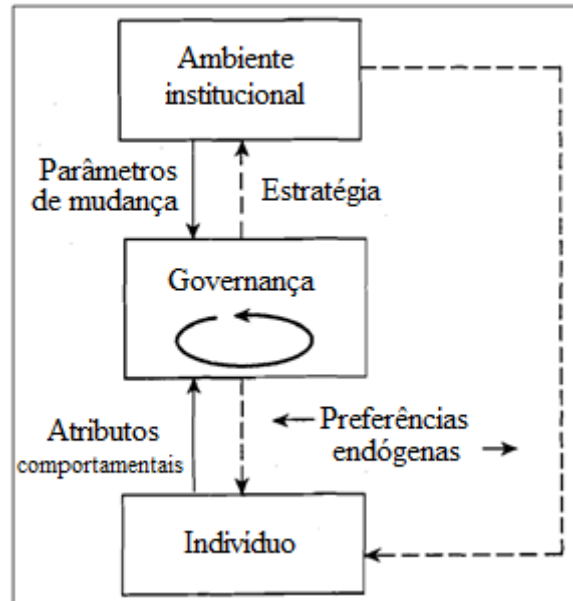 Ambiente
institucional
Parâmetros
de mudança
Estratégia
Governança
Atributos
comportamentais
Preferências
endógenas
Indivíduo